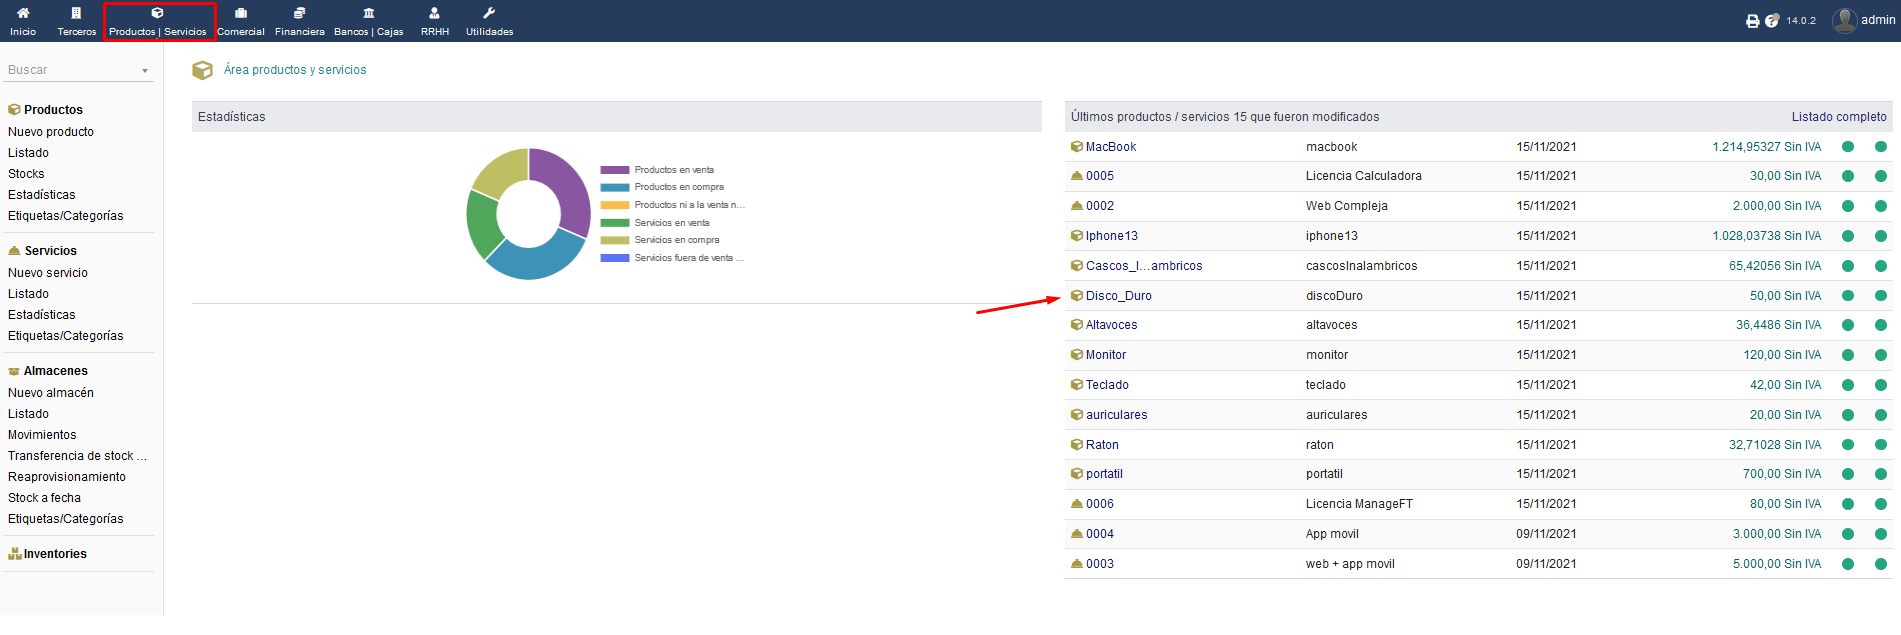 Inicio
Terceros
Productos | Servicios
Comercial
Financiera
Bancos | Cajas
RRHH
Utilidades
14.0.2
admin
Buscar
Productos
Nuevo producto
Listado
Stocks
Estadísticas
Etiquetas/Categorías
Servicios
Nuevo servicio
Listado
Estadísticas
Etiquetas/Categorías
Almacenes
Nuevo almacén
Listado
Movimientos
Transferencia de stock ...
Reaprovisionamiento
Stock a fecha
Etiquetas/Categorías
Inventories
Área productos y servicios
Estadísticas
Productos en venta
Productos en compra
Productos ni a la venta n...
Servicios en venta
Servicios en compra
Servicios fuera de venta ...
Últimos productos / servicios 15 que fueron modificados Listado completo
MacBook macbook 15/11/2021 1.214,95327 Sin IVA
0005 Licencia Calculadora 15/11/2021 30,00 Sin IVA
0002 Web Compleja 15/11/2021 2.000,00 Sin IVA
Iphone13 iphone13 15/11/2021 1.028,03738 Sin IVA
Cascos_I...ambricos cascosInalambricos 15/11/2021 65,42056 Sin IVA
Disco_Duro discoDuro 15/11/2021 50,00 Sin IVA
Altavoces altavoces 15/11/2021 36,4486 Sin IVA
Monitor monitor 15/11/2021 120,00 Sin IVA
Teclado teclado 15/11/2021 42,00 Sin IVA
auriculares auriculares 15/11/2021 20,00 Sin IVA
Raton raton 15/11/2021 32,71028 Sin IVA
portatil portatil 15/11/2021 700,00 Sin IVA
0006 Licencia ManageFT 15/11/2021 80,00 Sin IVA
0004 App movil 09/11/2021 3.000,00 Sin IVA
0003 web + app movil 09/11/2021 5.000,00 Sin IVA